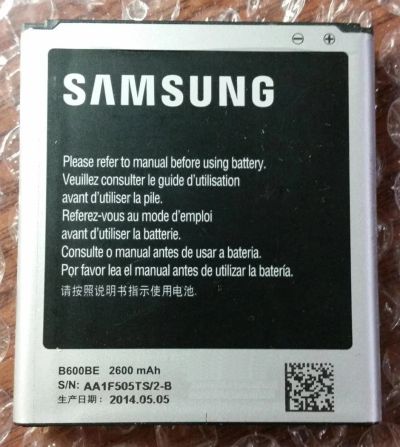 SAMSUNG
Please refer to manual before using battery.
Veuillez consulter le guide d'utilisation
avant d'utiliser la pile.
Referez-vous au mode d'emploi
avant d'utiliser la batterie.
Consulte o manual antes de usar a bateria.
Por favor lea el manual antes de utilizar la batería.
请按照说明书指示使用电池.
B600BE 2600 mAh
S/N: AA1F505TS/2-B
生产日期: 2014.05.05